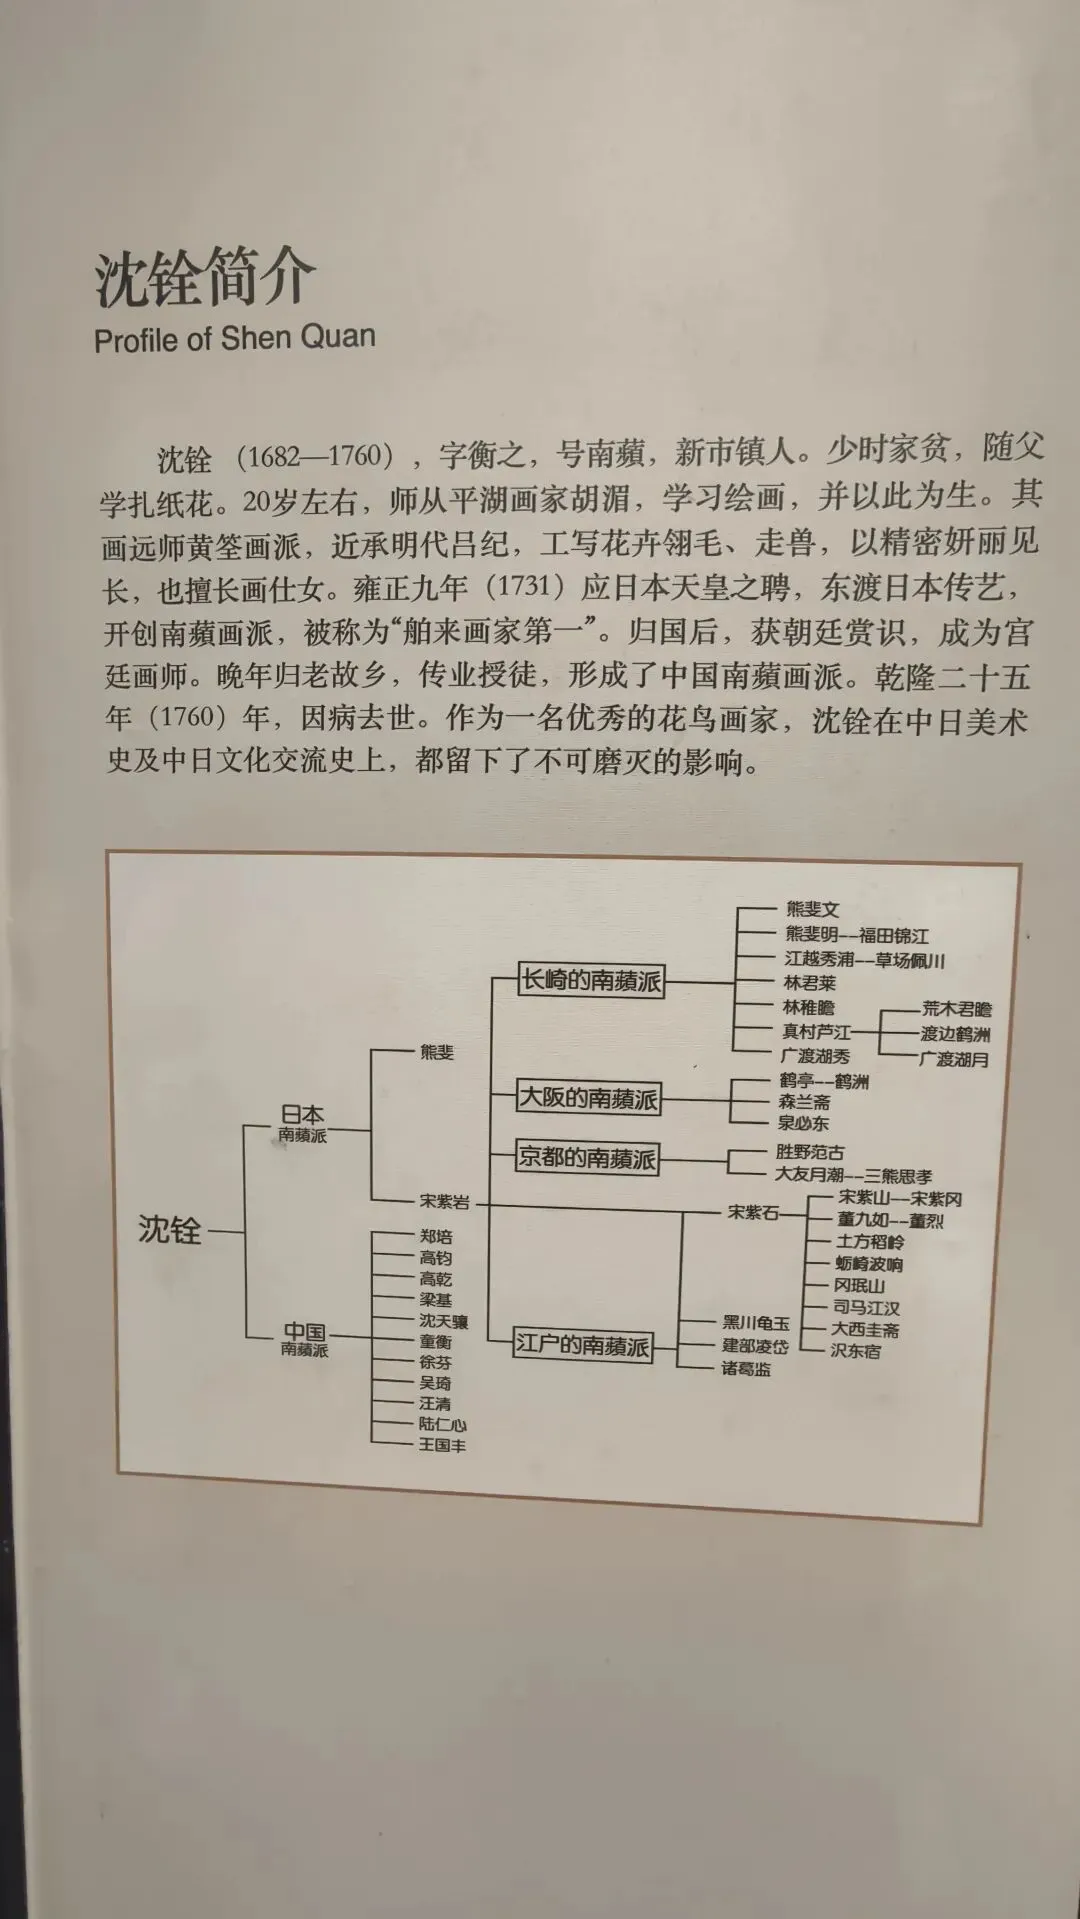 沈铨简介
Profile of Shen Quan
沈铨（1682—1760），字衡之，号南蘋，新市镇人。少时家贫，随父
学扎纸花。20岁左右，师从平湖画家胡湄，学习绘画，并以此为生。其
画远师黄筌画派，近承明代吕纪，工写花卉翎毛、走兽，以精密妍丽见
长，也擅长画仕女。雍正九年（1731）应日本天皇之聘，东渡日本传艺，
开创南蘋画派，被称为“舶来画家第一”。归国后，获朝廷赏识，成为宫
廷画师。晚年归老故乡，传业授徒，形成了中国南蘋画派。乾隆二十五
年（1760）年，因病去世。作为一名优秀的花鸟画家，沈铨在中日美术
史及中日文化交流史上，都留下了不可磨灭的影响。
沈铨
日本
南蘋派
熊斐
宋紫岩
长崎的南蘋派
熊斐文
熊斐明--福田锦江
江越秀浦--草场佩川
林君莱
林稚瞻
真村芦江
荒木君瞻
渡边鹤洲
广渡湖月
广渡湖秀
大阪的南蘋派
鹤亭--鹤洲
森兰斋
泉必东
京都的南蘋派
胜野范古
大友月潮--三熊思孝
宋紫石
宋紫山--宋紫冈
董九如--董烈
土方稻岭
蛎崎波响
冈珉山
司马江汉
大西圭斋
沢东宿
江户的南蘋派
黑川龟玉
建部凌岱
诸葛监
中国
南蘋派
郑培
高钧
高乾
梁基
沈天骧
童衡
徐芬
吴琦
汪清
陆仁心
王国丰